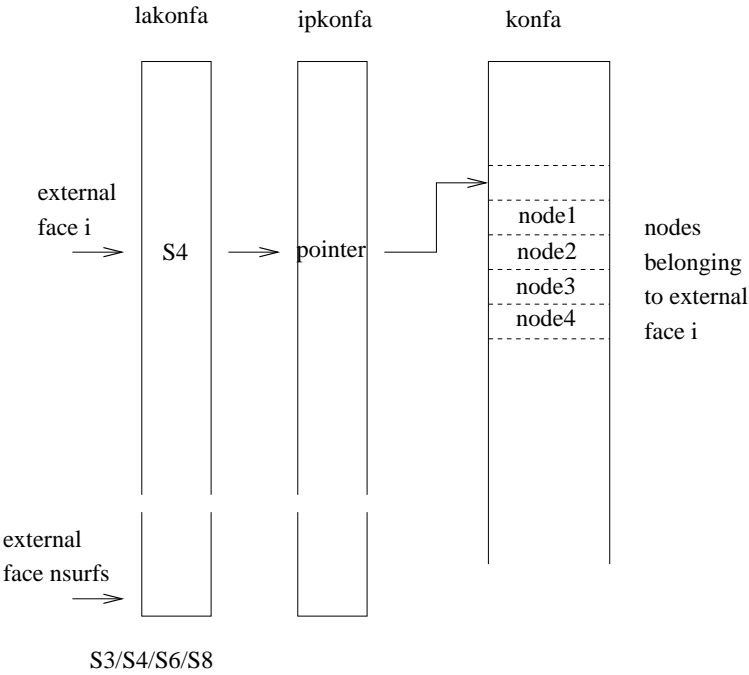 lakonfa
ipkonfa
konfa
external
face i
S4
pointer
node1
node2
node3
node4
nodes
belonging
to external
face i
external
face nsurfs
S3/S4/S6/S8